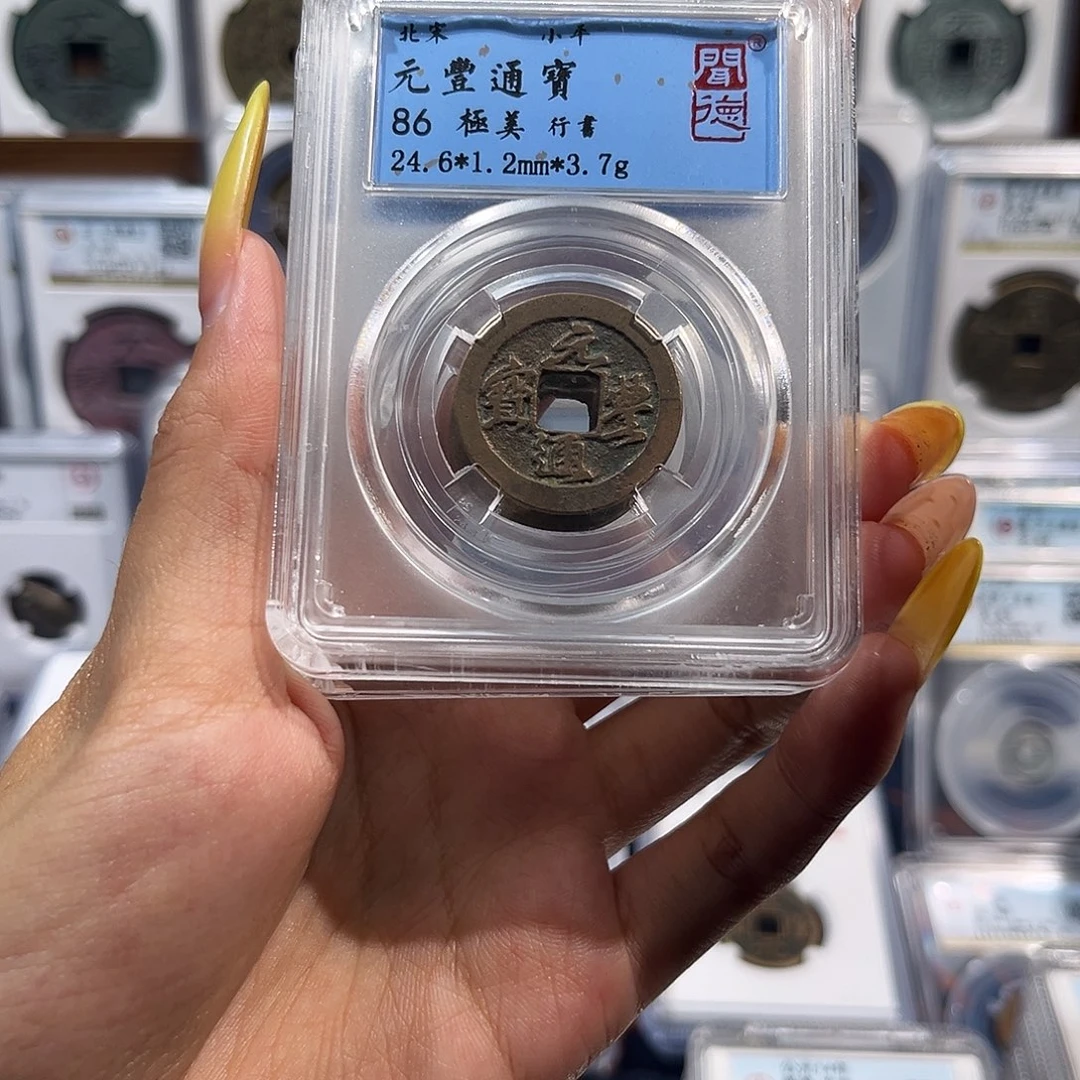 北宋 小平
元豐通寶
86 極美 行書
24.6*1.2mm*3.7g
聞德
®
元豐通寶